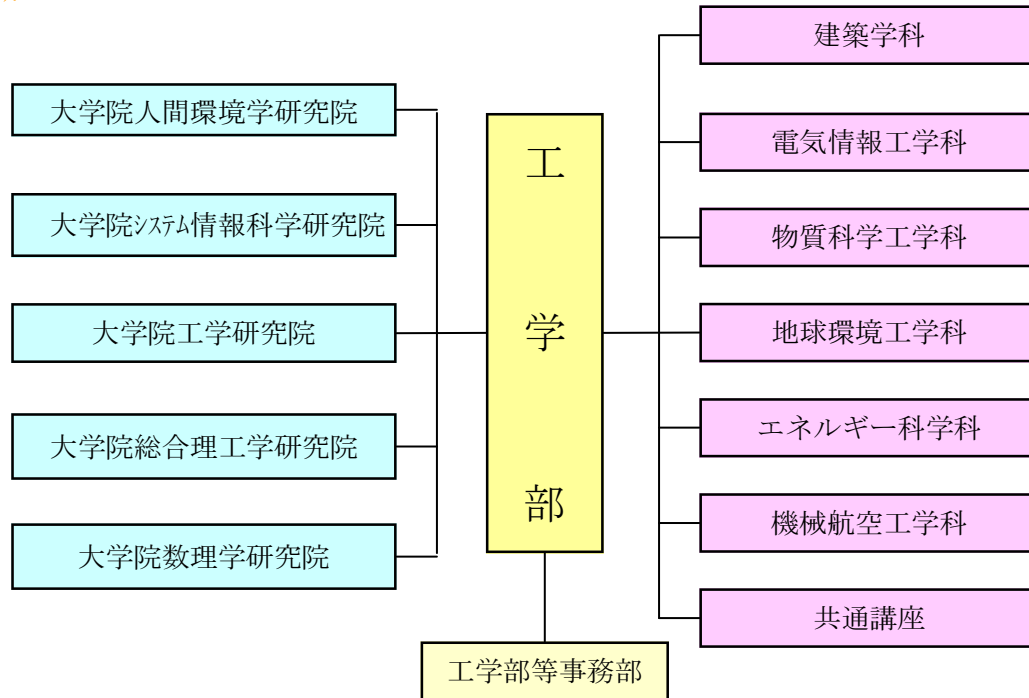 大学院人間環境学研究院
大学院ｼｽﾃﾑ情報科学研究院
大学院工学研究院
大学院総合理工学研究院
大学院数理学研究院
工学部
工学部等事務部
建築学科
電気情報工学科
物質科学工学科
地球環境工学科
エネルギー科学科
機械航空工学科
共通講座